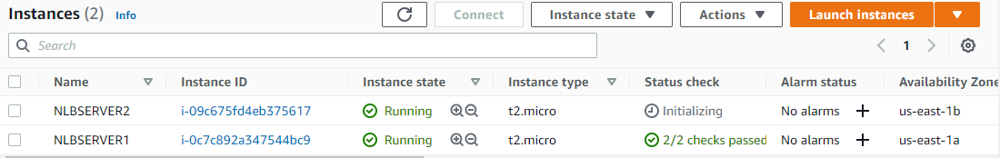 Instances (2) Info Connect Instance state Actions Launch instances
Search 1
Name Instance ID Instance state Instance type Status check Alarm status Availability Zone
NLBSERVER2 i-09c675fd4eb375617 Running t2.micro Initializing No alarms + us-east-1b
NLBSERVER1 i-0c7c892a347544bc9 Running t2.micro 2/2 checks passed No alarms + us-east-1a